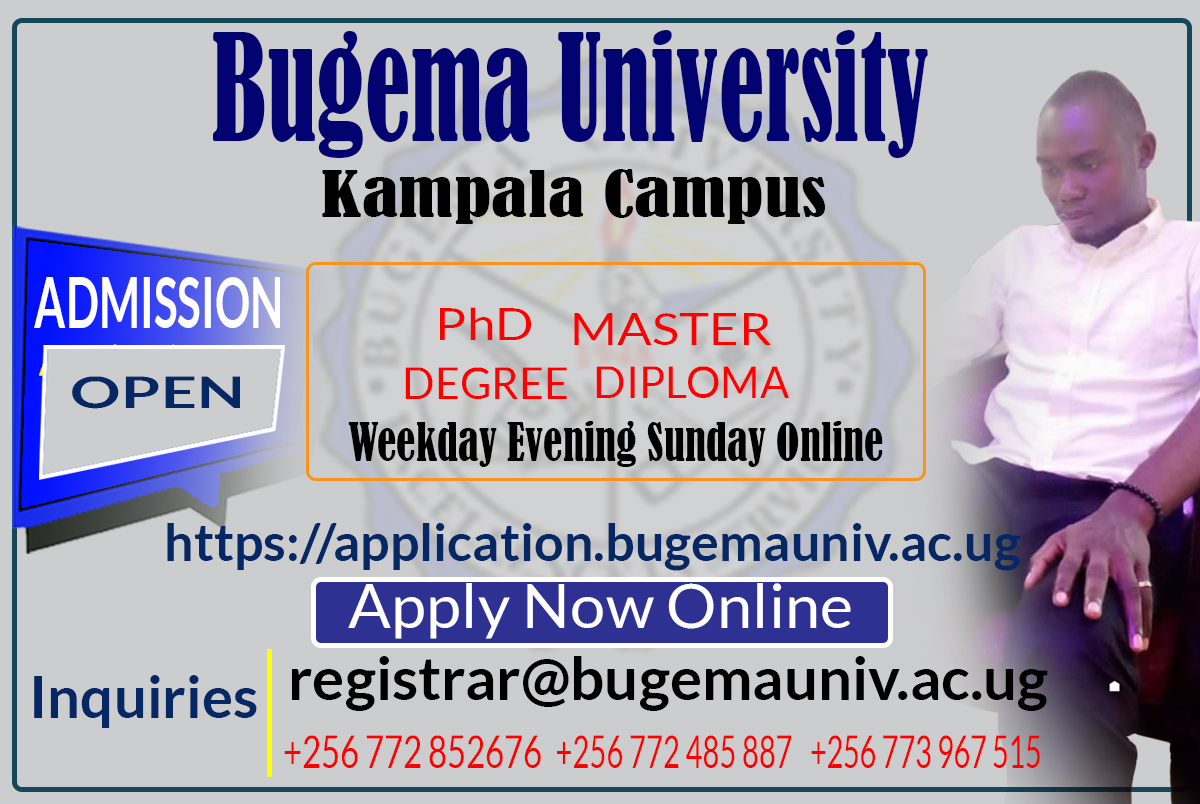 Bugema University
Kampala Campus
ADMISSION
OPEN
PhD MASTER
DEGREE DIPLOMA
Weekday Evening Sunday Online
https://application.bugemauniv.ac.ug
Apply Now Online
Inquiries
registrar@bugemauniv.ac.ug
+256 772 852676 +256 772 485 887 +256 773 967 515
BUGEMA UNIVERSITY